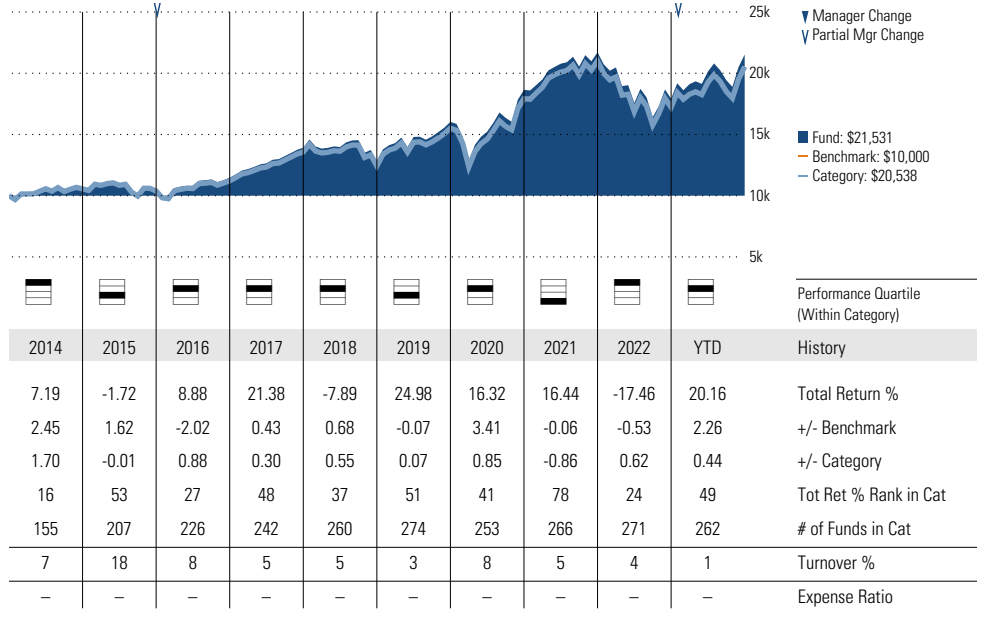 25k
20k
15k
10k
5k
Manager Change
Partial Mgr Change
Fund: $21,531
Benchmark: $10,000
Category: $20,538
Performance Quartile
(Within Category)
2014 2015 2016 2017 2018 2019 2020 2021 2022 YTD History
7.19 -1.72 8.88 21.38 -7.89 24.98 16.32 16.44 -17.46 20.16 Total Return %
2.45 1.62 -2.02 0.43 0.68 -0.07 3.41 -0.06 -0.53 2.26 +/- Benchmark
1.70 -0.01 0.88 0.30 0.55 0.07 0.85 -0.86 0.62 0.44 +/- Category
16 53 27 48 37 51 41 78 24 49 Tot Ret % Rank in Cat
155 207 226 242 260 274 253 266 271 262 # of Funds in Cat
7 18 8 5 5 3 8 5 4 1 Turnover %
– – – – – – – – – – Expense Ratio